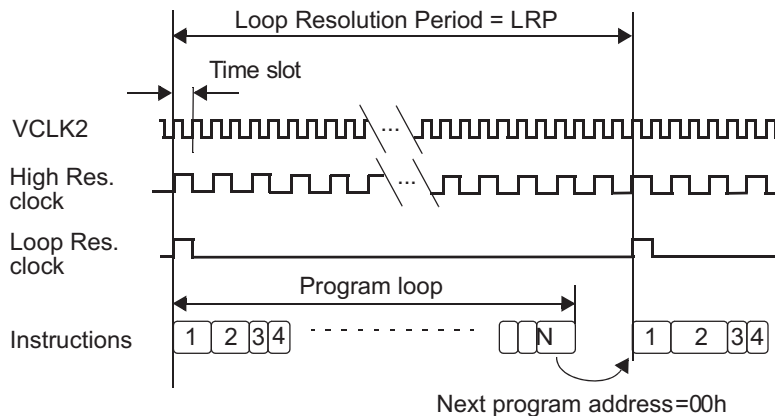 Loop Resolution Period = LRP
Time slot
VCLK2
...
High Res.
clock
...
Loop Res.
clock
Program loop
Instructions 1 2 3 4 N 1 2 3 4
Next program address=00h